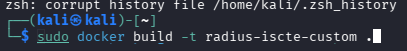 zsh: corrupt history file /home/kali/.zsh_history
┌──(kali㉿kali)-[~]
└─$ sudo docker build -t radius-iscte-custom .